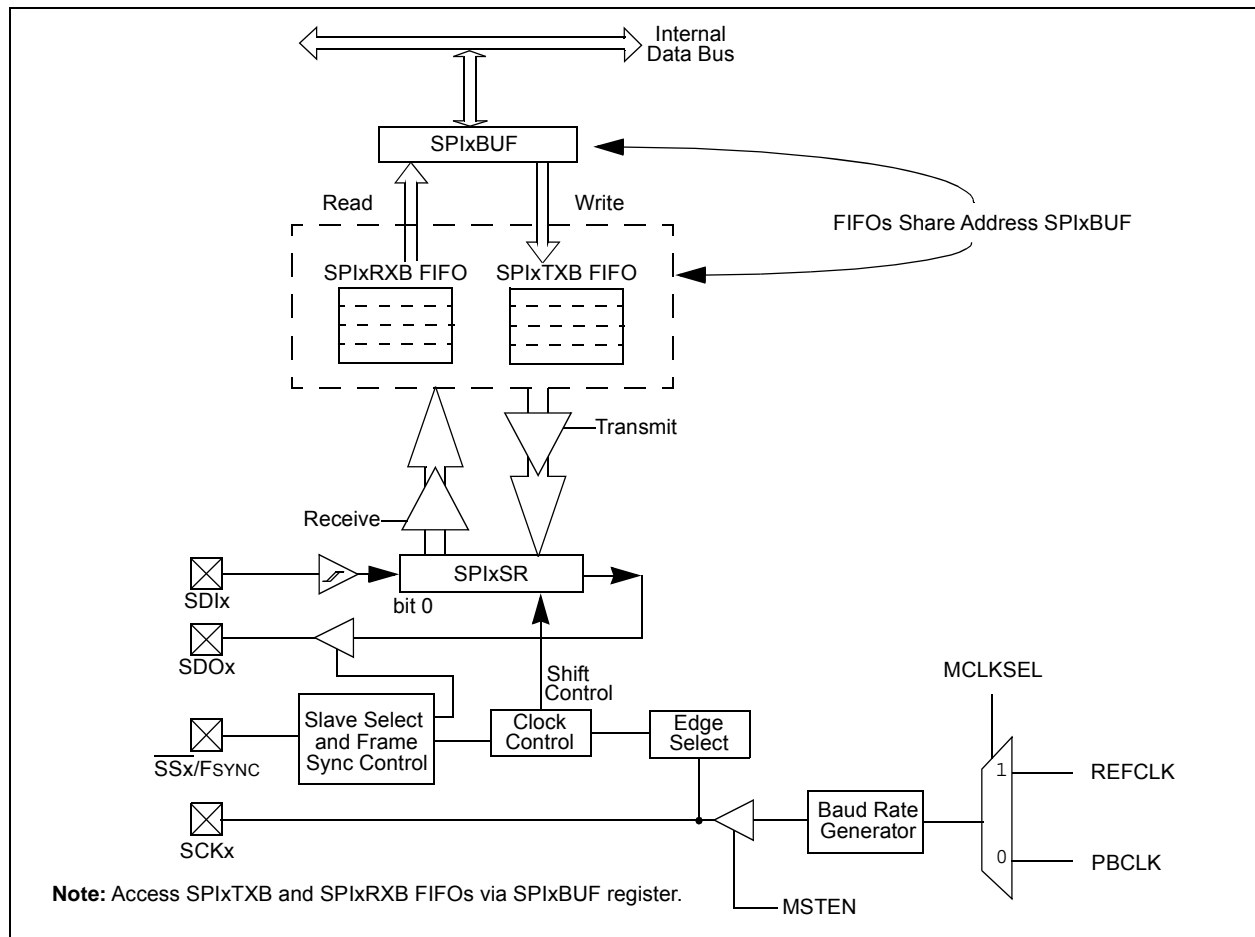 Internal
Data Bus
SPIxBUF
Read
Write
FIFOs Share Address SPIxBUF
SPIxRXB FIFO
SPIxTXB FIFO
Transmit
Receive
SPIxSR
SDIx
bit 0
SDOx
Shift
Control
MCLKSEL
Slave Select
and Frame
Sync Control
Clock
Control
Edge
Select
SSx/FSYNC
1
REFCLK
Baud Rate
Generator
SCKx
0
PBCLK
Note: Access SPIxTXB and SPIxRXB FIFOs via SPIxBUF register.
MSTEN